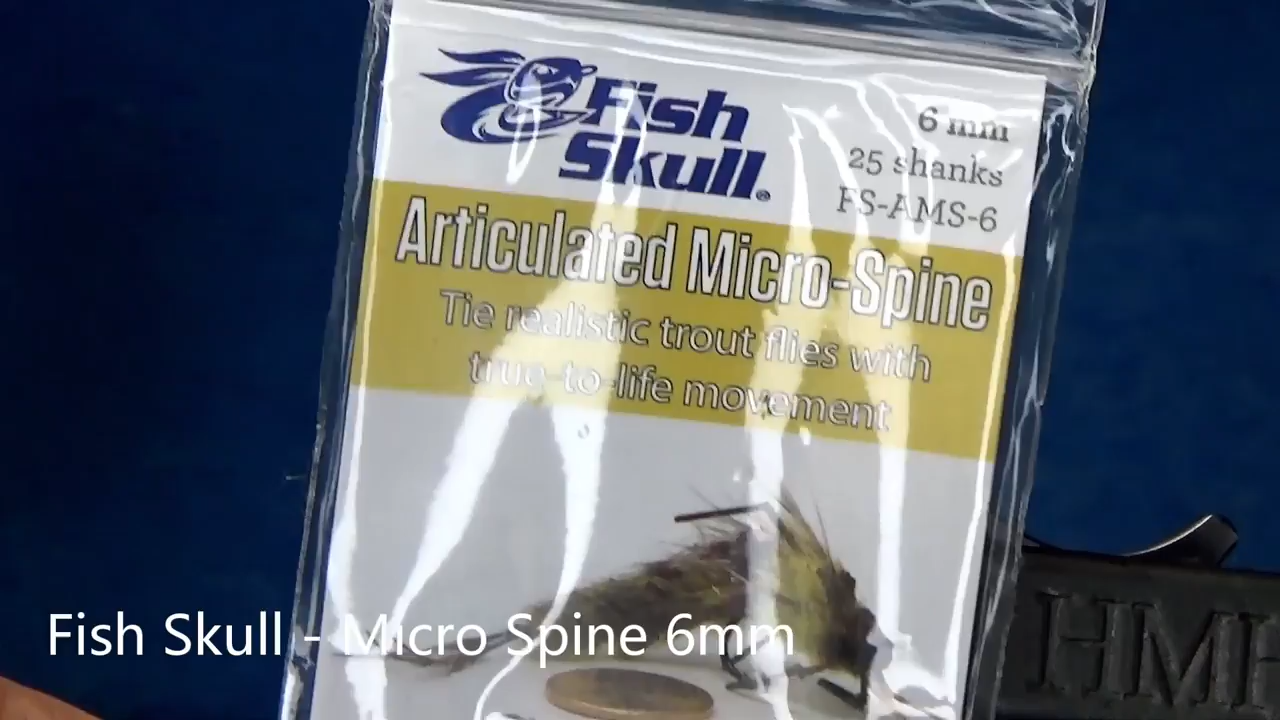 Fish
Skull®
6 mm
25 shanks
FS-AMS-6
Articulated Micro-Spine
Tie realistic trout flies with
true-to-life movement
Fish Skull - Micro Spine 6mm